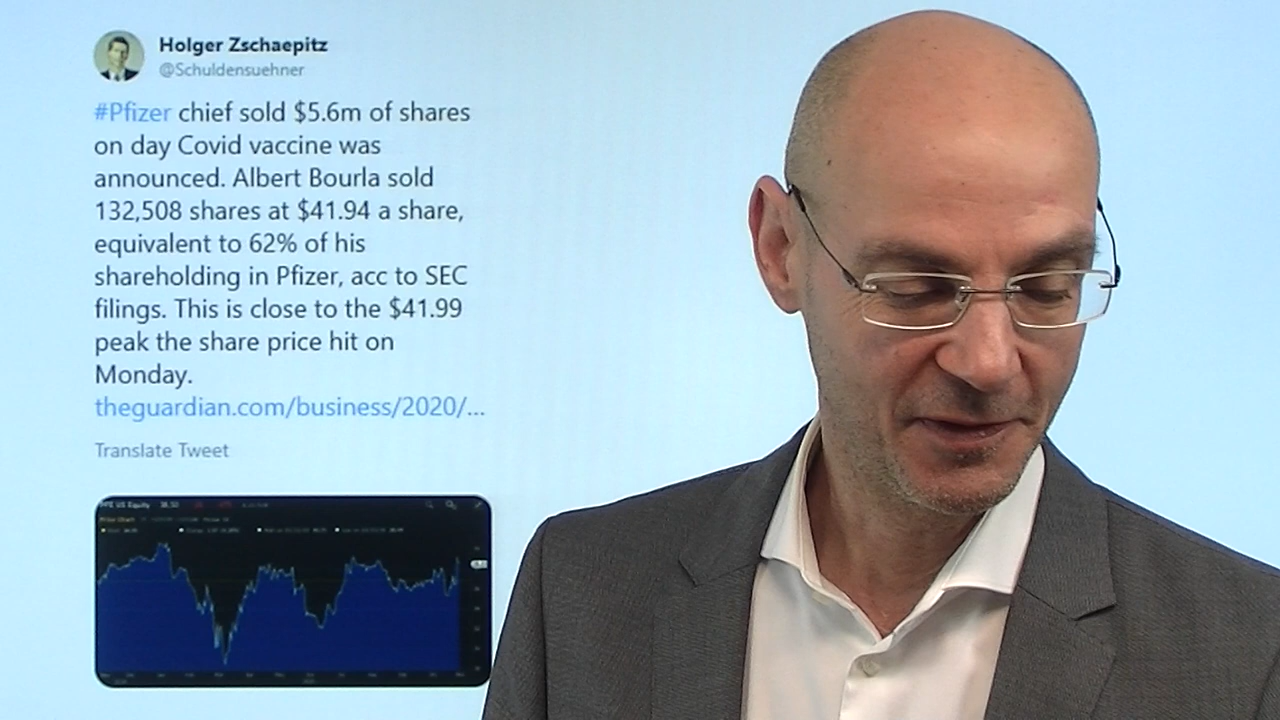 Holger Zschaepitz
@Schuldensuehner
#Pfizer chief sold $5.6m of shares
on day Covid vaccine was
announced. Albert Bourla sold
132,508 shares at $41.94 a share,
equivalent to 62% of his
shareholding in Pfizer, acc to SEC
filings. This is close to the $41.99
peak the share price hit on
Monday.
theguardian.com/business/2020/...
Translate Tweet
US Equity